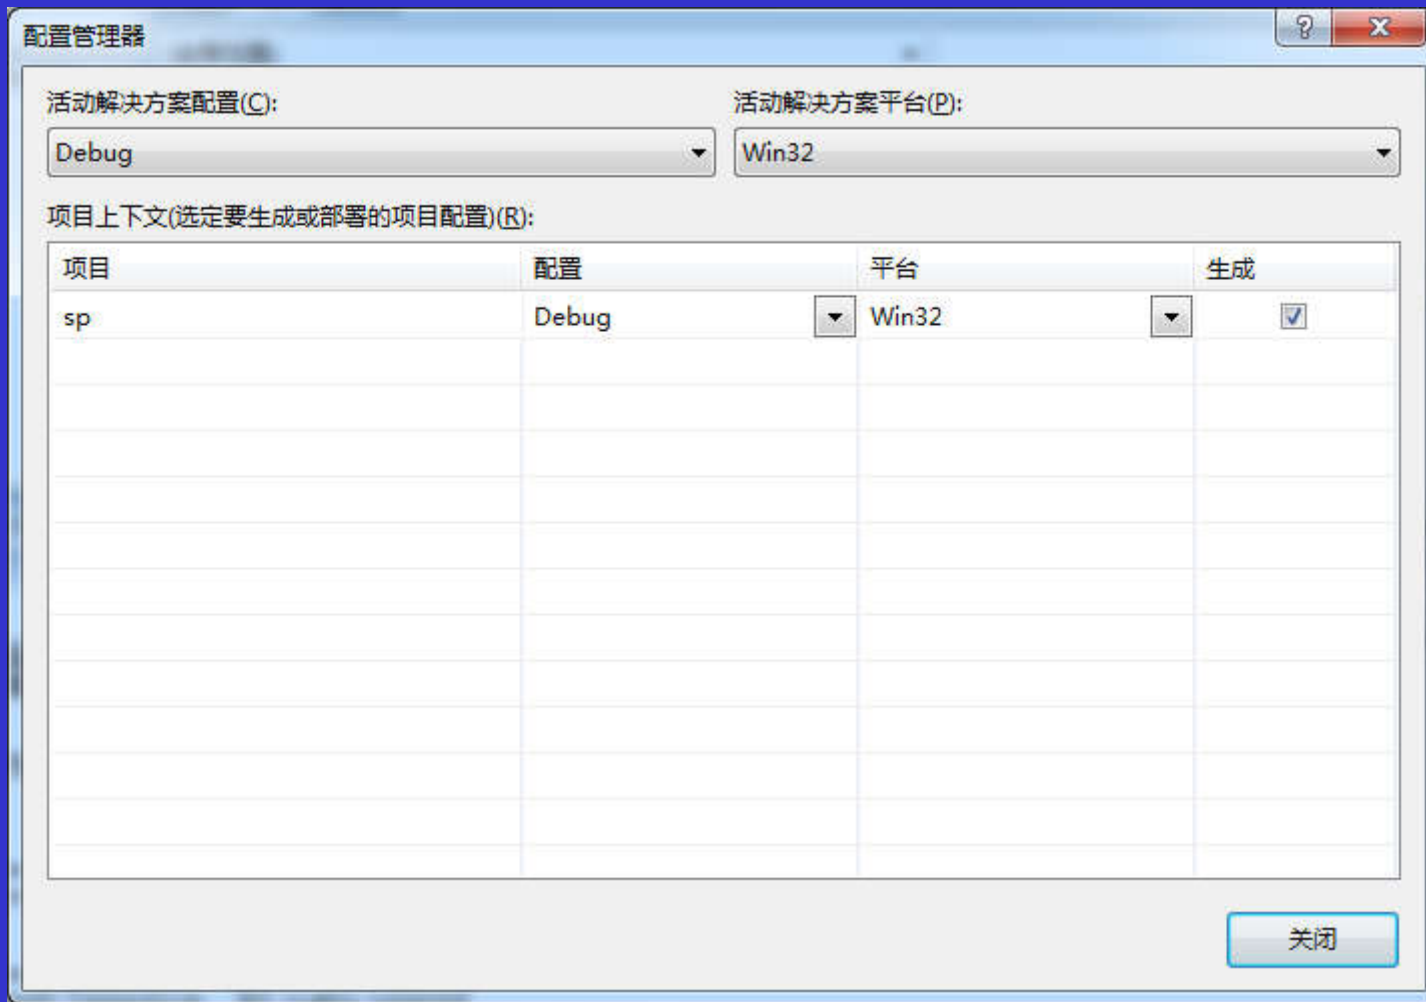 配置管理器
活动解决方案配置(C):
活动解决方案平台(P):
Debug
Win32
项目上下文(选定要生成或部署的项目配置)(R):
项目 配置 平台 生成
sp Debug Win32
关闭